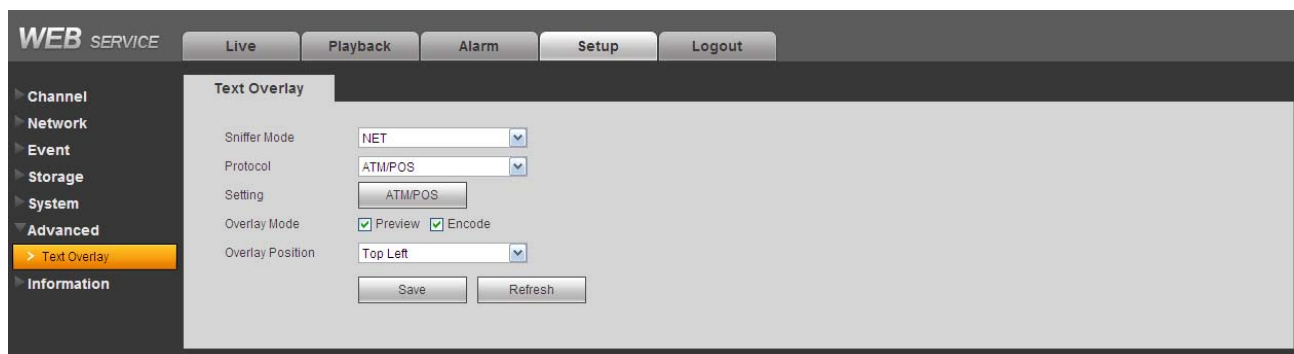 WEB SERVICE
Live Playback Alarm Setup Logout
Channel
Network
Event
Storage
System
Advanced
> Text Overlay
Information
Text Overlay
Sniffer Mode NET
Protocol ATM/POS
Setting ATM/POS
Overlay Mode Preview Encode
Overlay Position Top Left
Save Refresh